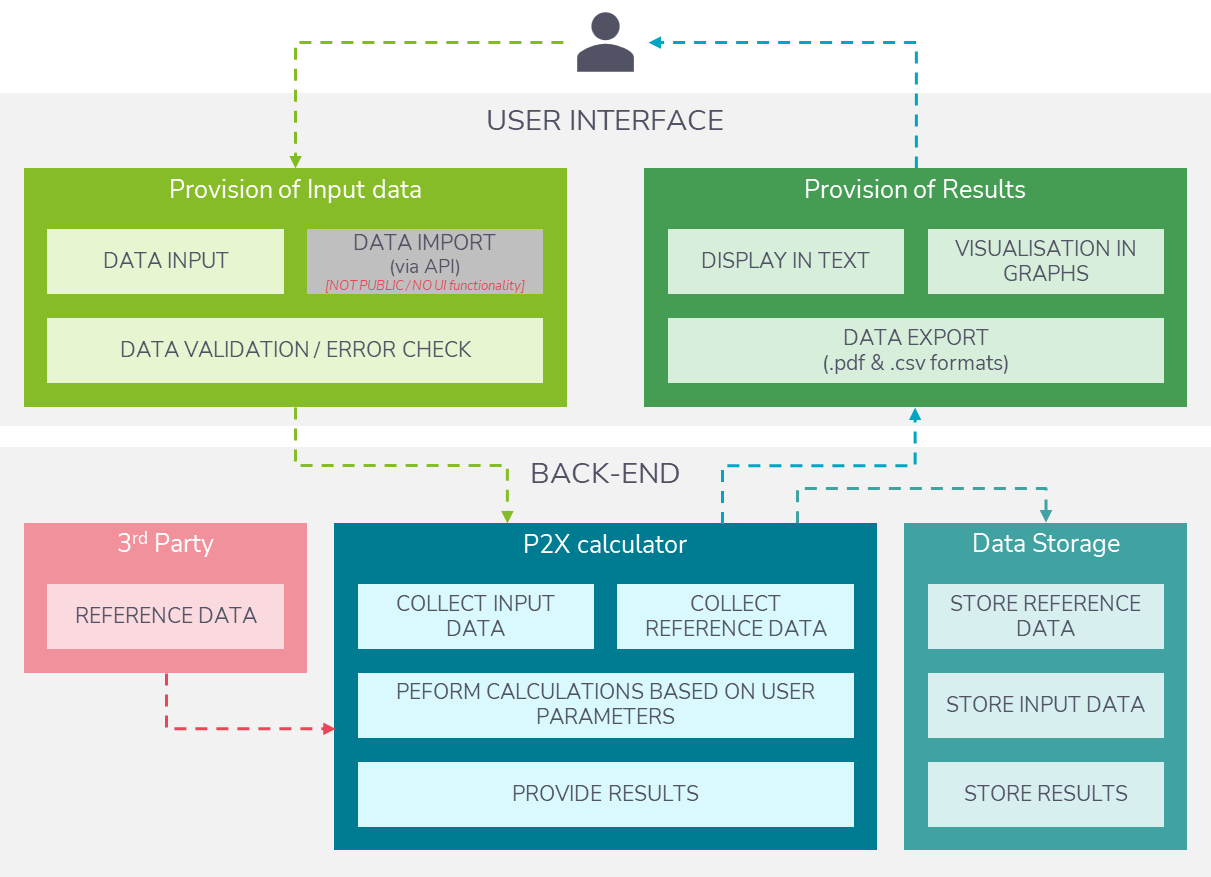 USER INTERFACE
Provision of Input data
DATA INPUT
DATA IMPORT
(via API)
[NOT PUBLIC / NO UI functionality]
DATA VALIDATION / ERROR CHECK
Provision of Results
DISPLAY IN TEXT
VISUALISATION IN
GRAPHS
DATA EXPORT
(.pdf & .csv formats)
BACK-END
3rd Party
REFERENCE DATA
P2X calculator
COLLECT INPUT
DATA
COLLECT
REFERENCE DATA
PEFORM CALCULATIONS BASED ON USER
PARAMETERS
PROVIDE RESULTS
Data Storage
STORE REFERENCE
DATA
STORE INPUT DATA
STORE RESULTS